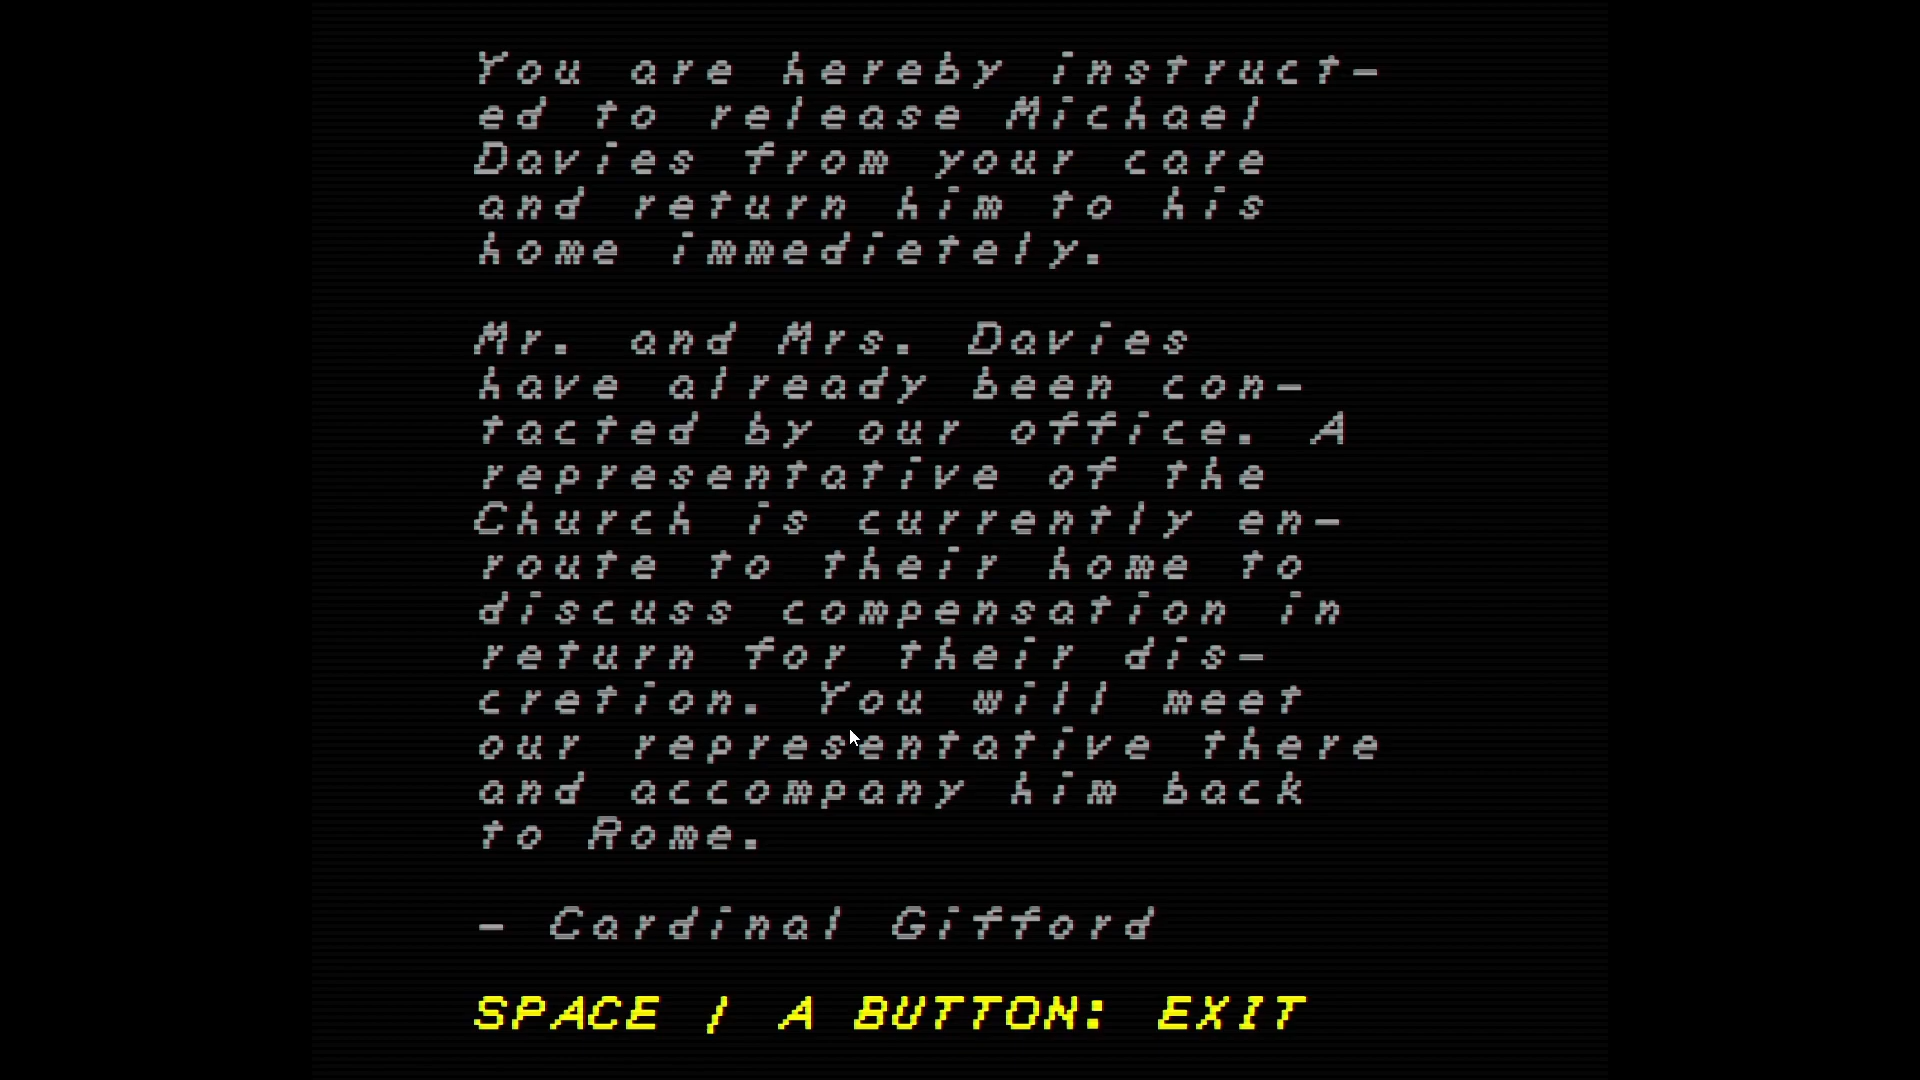 You are hereby instruct-
ed to release Michael
Davies from your care
and return him to his
home immedietely.
Mr. and Mrs. Davies
have already been con-
tacted by our office. A
representative of the
Church is currently en-
route to their home to
discuss compensation in
return for their dis-
cretion. You will meet
our representative there
and accompany him back
to Rome.
- Cardinal Gifford
SPACE / A BUTTON: EXIT